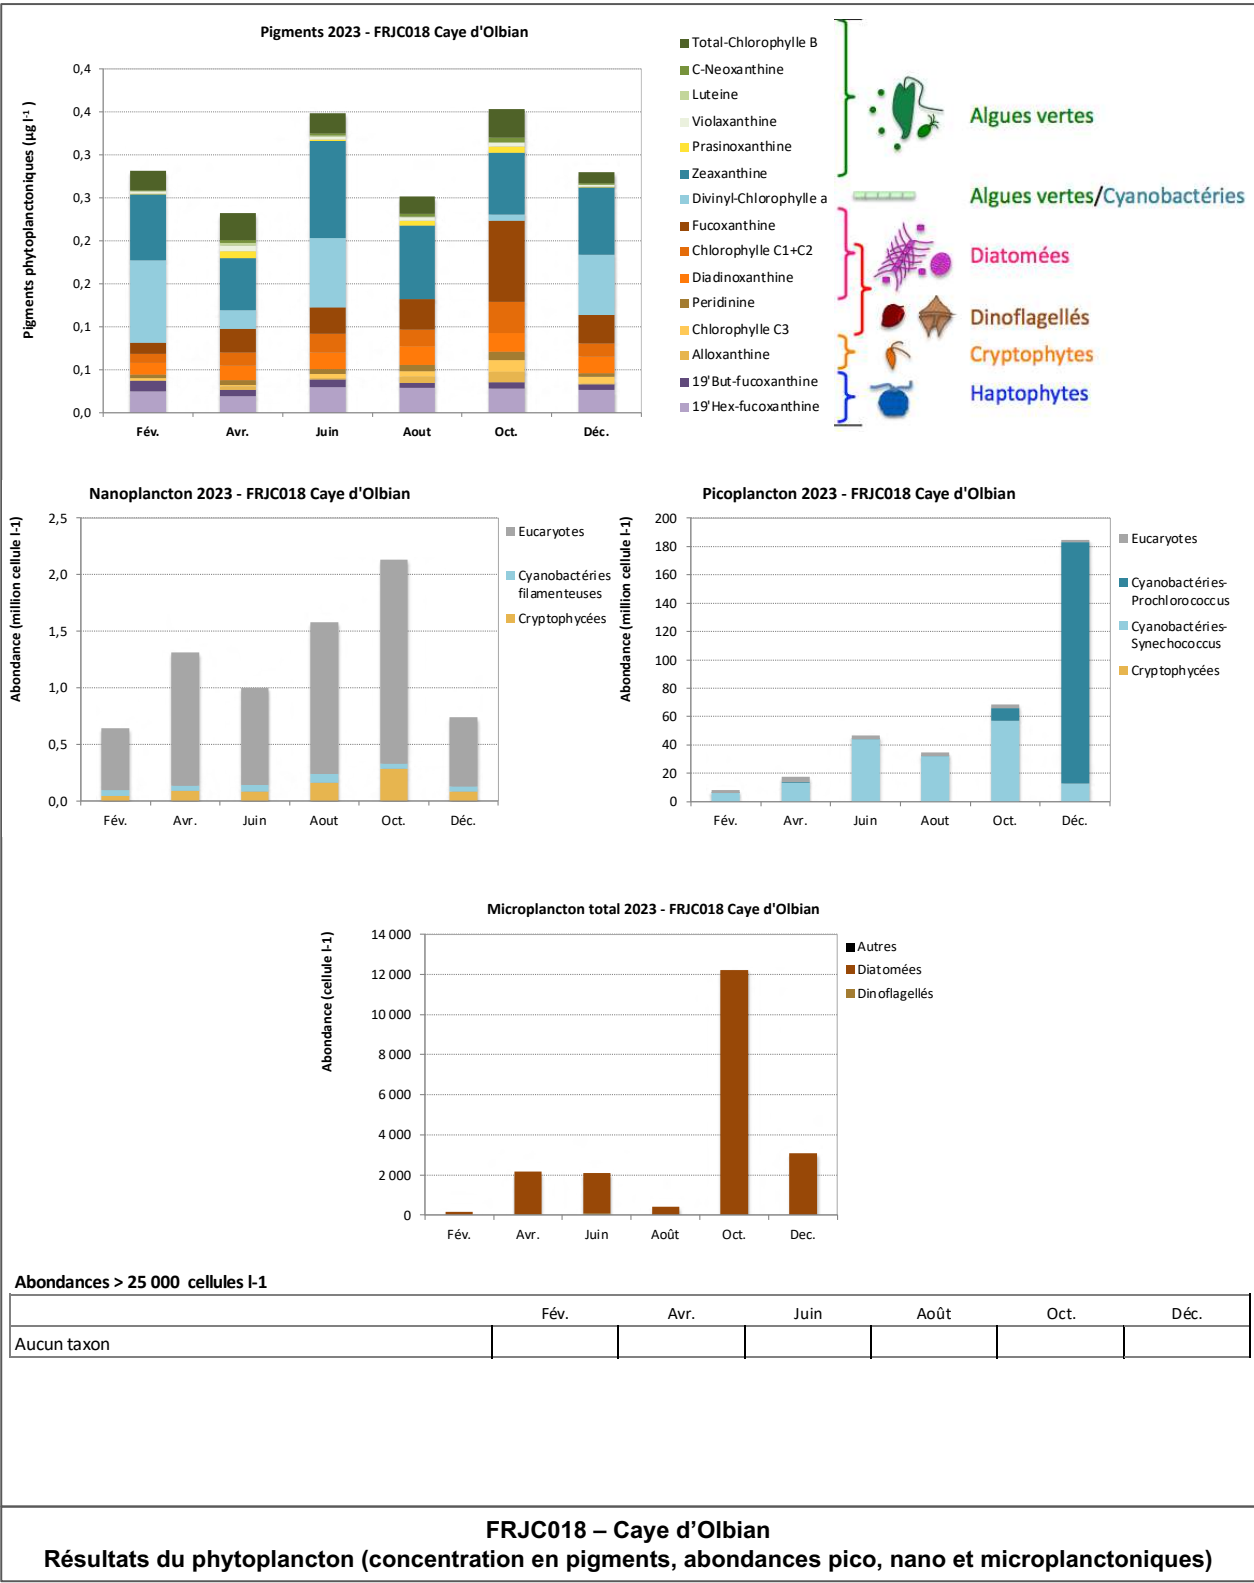 Pigments 2023 - FRJC018 Caye d'Olbian
Pigments phytoplanctoniques (µg l-1 )
0,4
0,4
0,3
0,3
0,2
0,2
0,1
0,1
0,0
Fév.
Avr.
Juin
Aout
Oct.
Déc.
Total-Chlorophylle B
C-Neoxanthine
Luteine
Violaxanthine
Prasinoxanthine
Zeaxanthine
Divinyl-Chlorophylle a
Fucoxanthine
Chlorophylle C1+C2
Diadinoxanthine
Peridinine
Chlorophylle C3
Alloxanthine
19'But-fucoxanthine
19'Hex-fucoxanthine
Algues vertes
Algues vertes/Cyanobactéries
Diatomées
Dinoflagellés
Cryptophytes
Haptophytes
Nanoplancton 2023 - FRJC018 Caye d'Olbian
Abondance (million cellule l-1)
2,5
2,0
1,5
1,0
0,5
0,0
Fév.
Avr.
Juin
Aout
Oct.
Déc.
Eucaryotes
Cyanobactéries
filamenteuses
Cryptophycées
Picoplancton 2023 - FRJC018 Caye d'Olbian
Abondance (million cellule l-1)
200
180
160
140
120
100
80
60
40
20
0
Fév.
Avr.
Juin
Aout
Oct.
Déc.
Eucaryotes
Cyanobactéries-
Prochlorococcus
Cyanobactéries-
Synechococcus
Cryptophycées
Microplancton total 2023 - FRJC018 Caye d'Olbian
Abondance (cellule l-1)
14 000
12 000
10 000
8 000
6 000
4 000
2 000
0
Fév.
Avr.
Juin
Août
Oct.
Dec.
Autres
Diatomées
Dinoflagellés
Abondances > 25 000 cellules l-1
Fév. Avr. Juin Août Oct. Déc.
Aucun taxon
FRJC018 – Caye d’Olbian
Résultats du phytoplancton (concentration en pigments, abondances pico, nano et microplanctoniques)